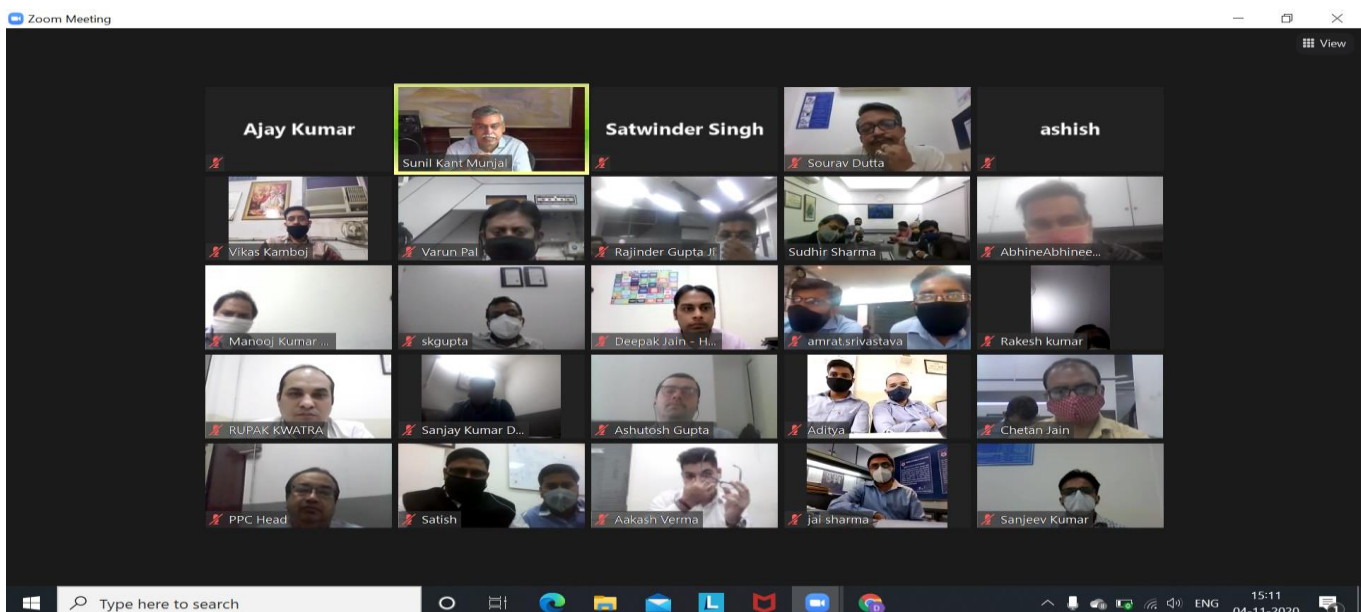 Zoom Meeting
View
Ajay Kumar
Sunil Kant Munjal
Satwinder Singh
Sourav Dutta
ashish
Vikas Kamboj
Varun Pal
Rajinder Gupta JI
Sudhir Sharma
AbhineAbhinee...
Manooj Kumar ...
skgupta
Deepak Jain - H...
amrat.srivastava
Rakesh kumar
RUPAK KWATRA
Sanjay Kumar D...
Ashutosh Gupta
Aditya
Chetan Jain
PPC Head
Satish
Aakash Verma
jai sharma
Sanjeev Kumar
Type here to search
L
ENG
15:11
04-11-2020
1